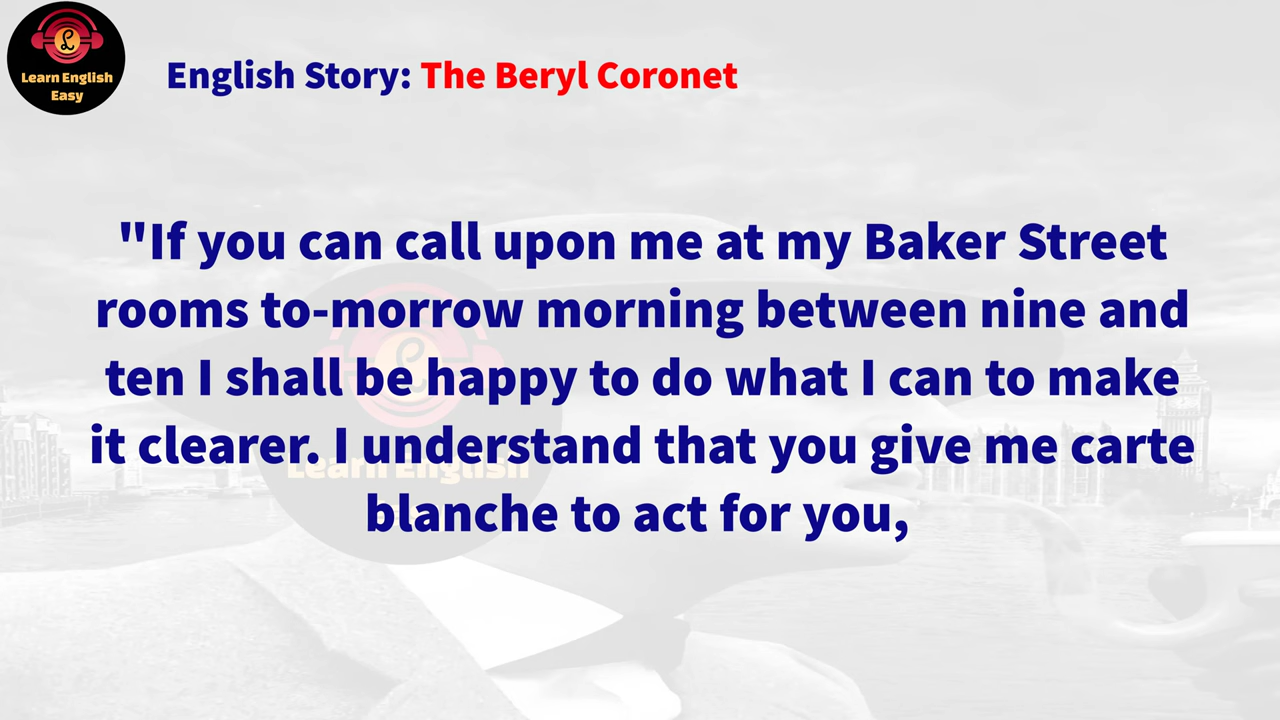 Learn English
Easy
English Story: The Beryl Coronet
"If you can call upon me at my Baker Street
rooms to-morrow morning between nine and
ten I shall be happy to do what I can to make
it clearer. I understand that you give me carte
blanche to act for you,
Learn English